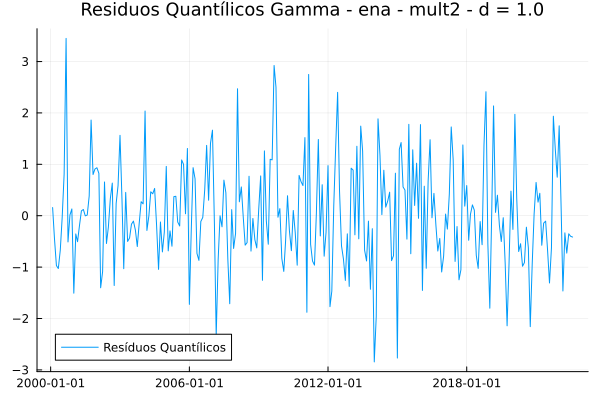 Residuos Quantílicos Gamma - ena - mult2 - d = 1.0
3
2
1
0
−1
−2
−3
Resíduos Quantílicos
2000-01-01 2006-01-01 2012-01-01 2018-01-01